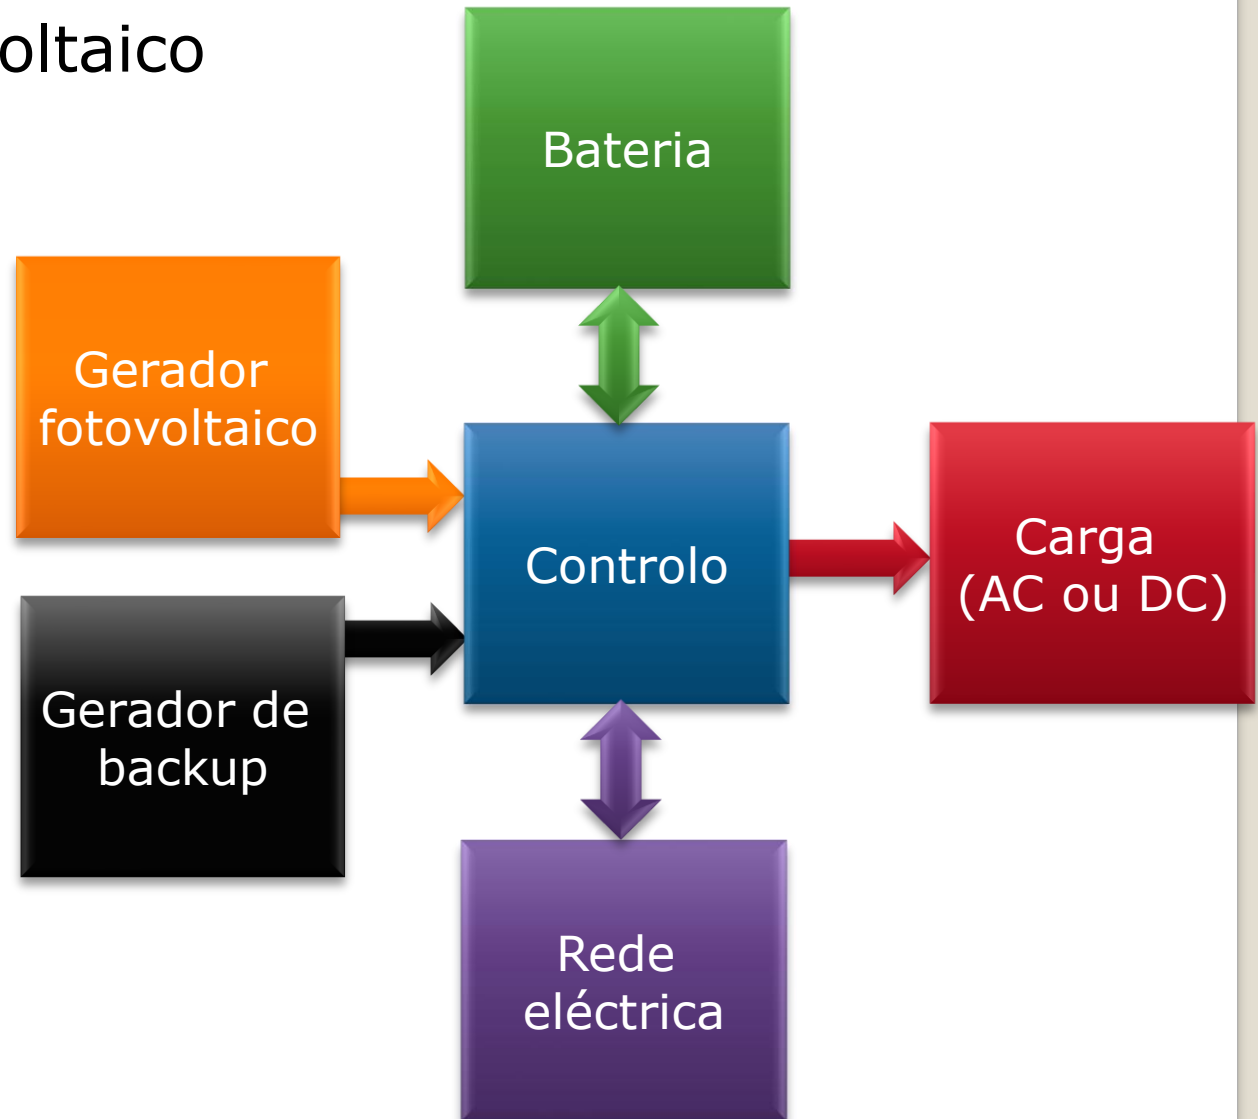 oltaico
Bateria
Gerador
fotovoltaico
Controlo
Carga
(AC ou DC)
Gerador de
backup
Rede
eléctrica